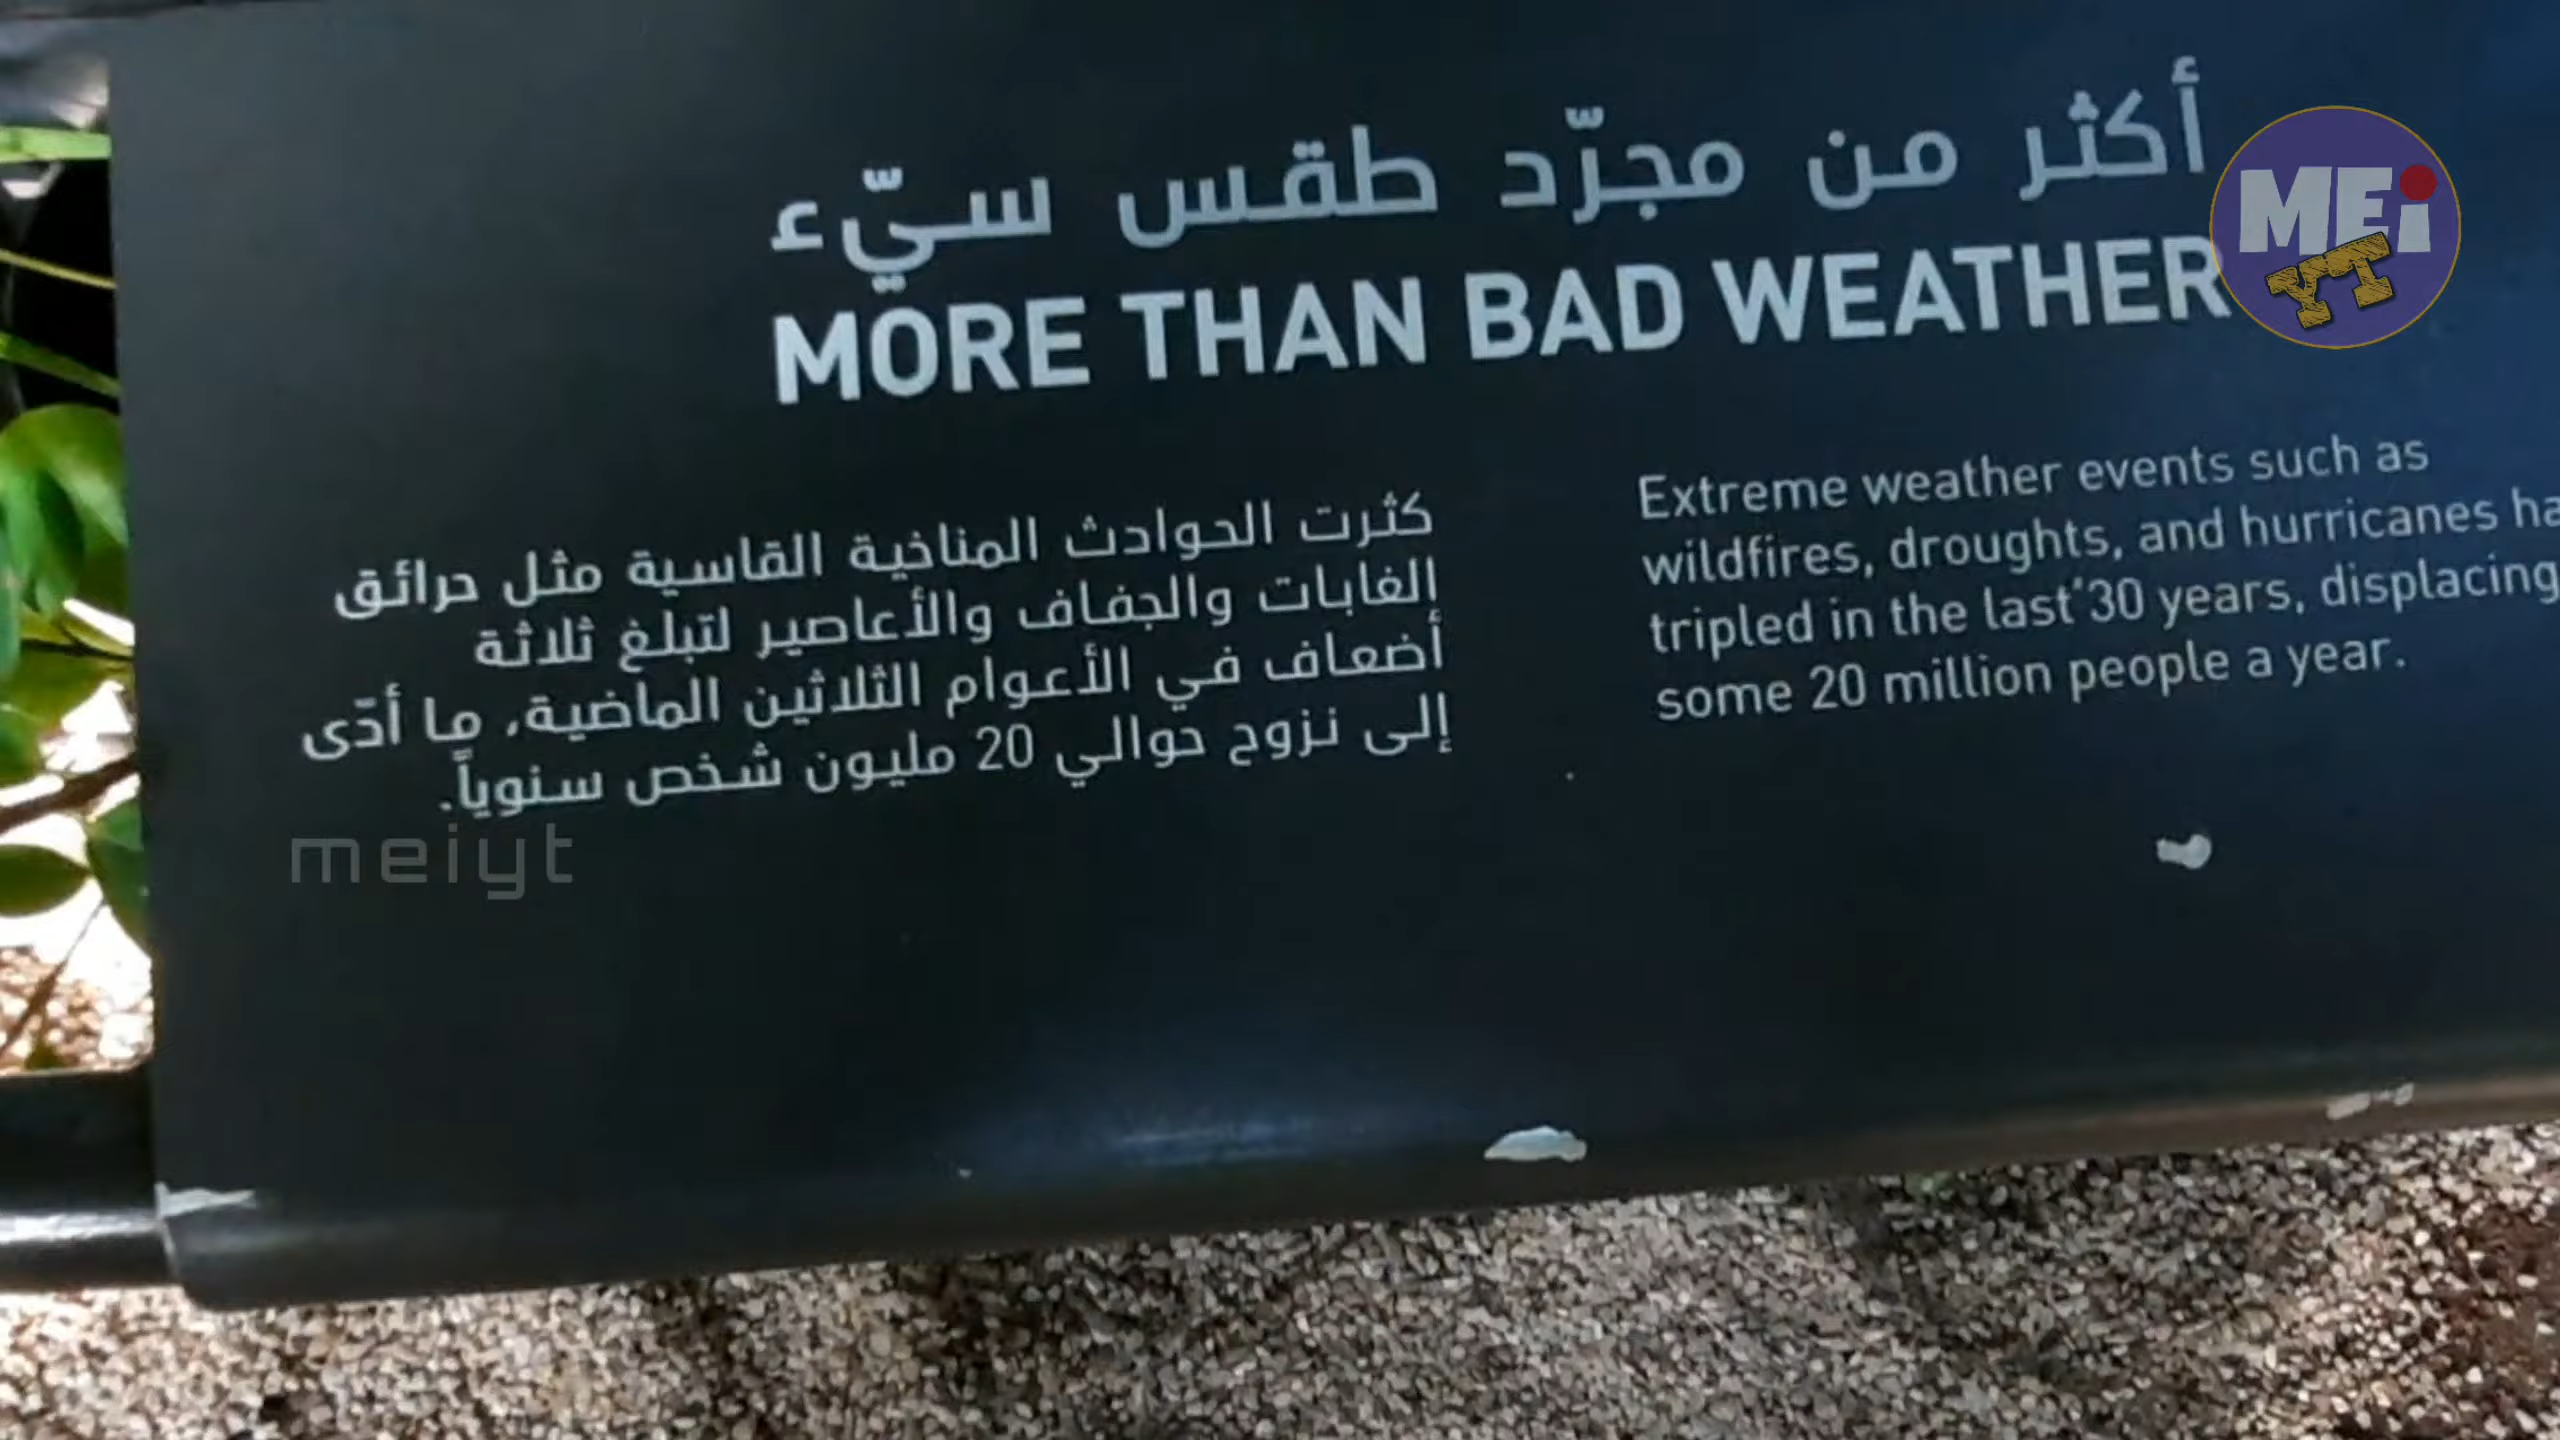 أكثر من مجرّد طقس سيّء
MORE THAN BAD WEATHER
كثرت الحوادث المناخية القاسية مثل حرائق
الغابات والجفاف والأعاصير لتبلغ ثلاثة
أضعاف في الأعوام الثلاثين الماضية، ما أدّى
إلى نزوح حوالي 20 مليون شخص سنوياً.
Extreme weather events such as
wildfires, droughts, and hurricanes
tripled in the last 30 years, displacing
some 20 million people a year.
MEi
YT
meiyt